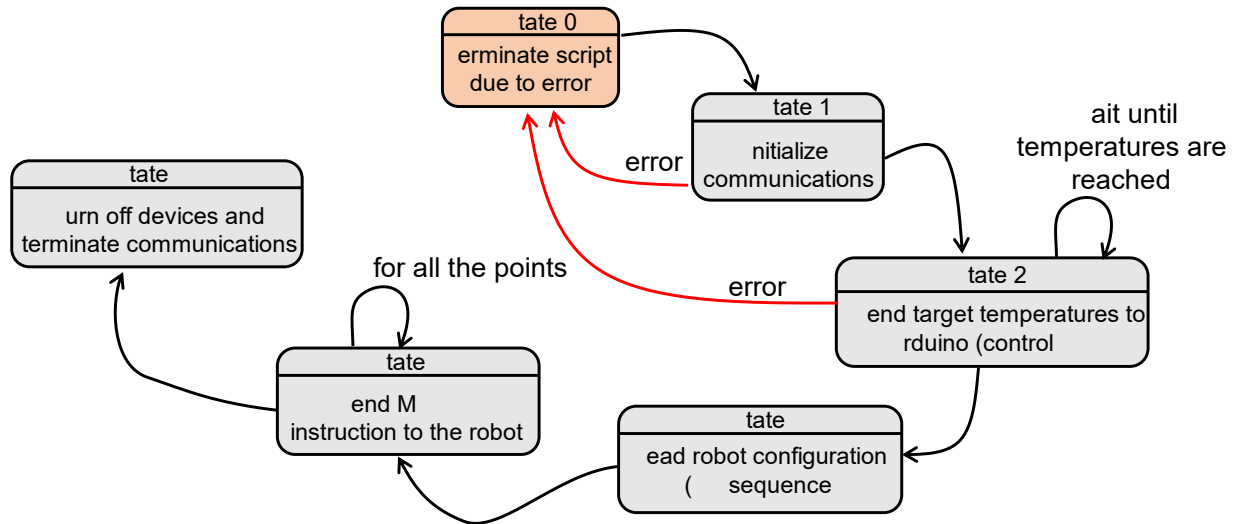 tate 0
erminate script
due to error
tate 1
nitialize
communications
error
ait until
temperatures are
reached
tate
urn off devices and
terminate communications
for all the points
error
tate 2
end target temperatures to
rduino (control
tate
end M
instruction to the robot
tate
ead robot configuration
( sequence